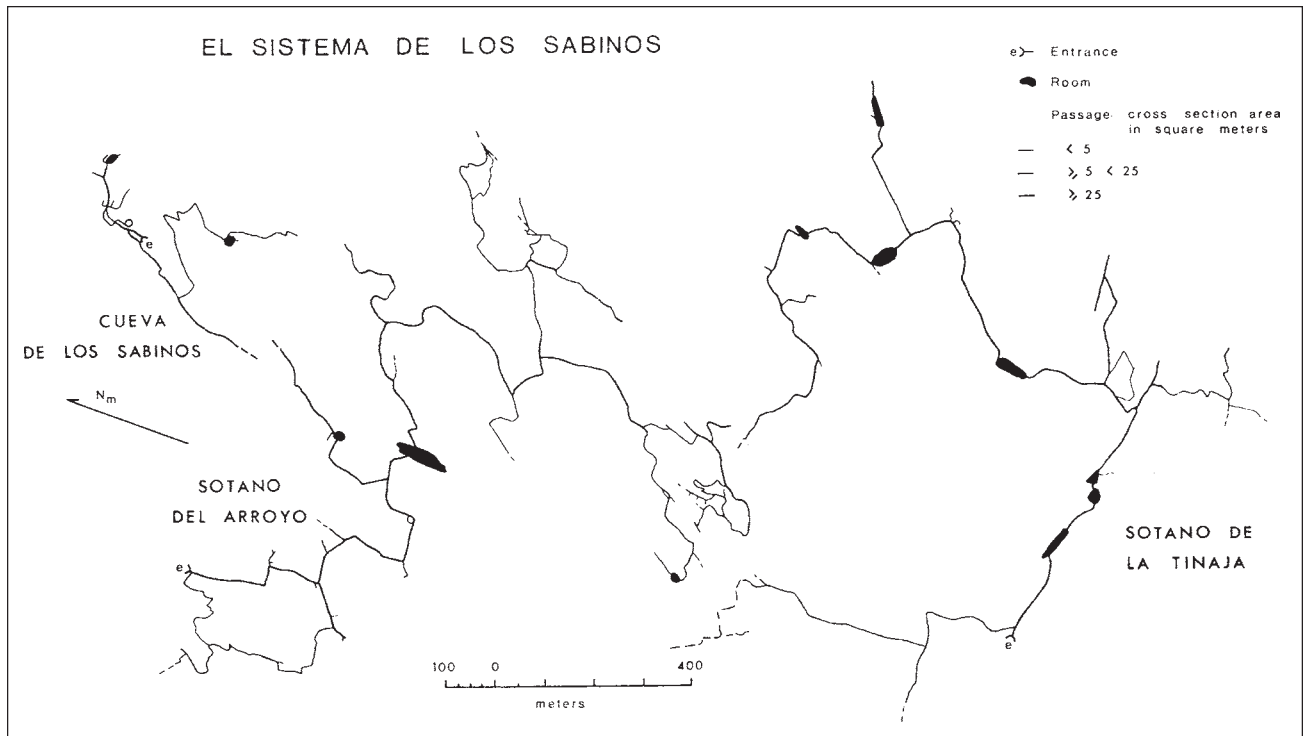 EL SISTEMA DE LOS SABINOS
e Entrance
Room
Passage cross section area
in square meters
< 5
⩾ 5 < 25
⩾ 25
e
CUEVA
DE LOS SABINOS
Nm
SOTANO
DEL ARROYO
e
SOTANO DE
LA TINAJA
e
100 0 400
meters